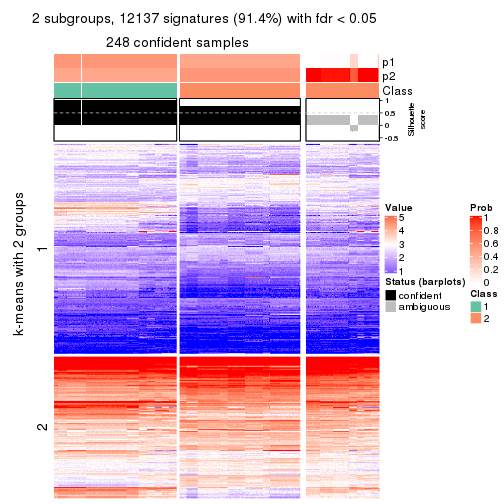 2 subgroups, 12137 signatures (91.4%) with fdr < 0.05
248 confident samples
p1
p2
Class
1
0.5
0
-0.5
Silhouette
score
k-means with 2 groups
1
2
Value
5
4
3
2
1
Status (barplots)
confident
ambiguous
Prob
1
0.8
0.6
0.4
0.2
0
Class
1
2